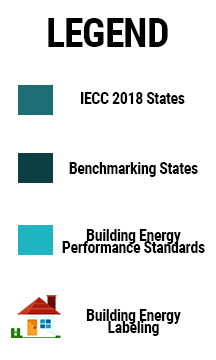 LEGEND
IECC 2018 States
Benchmarking States
Building Energy
Performance Standards
Building Energy
Labeling